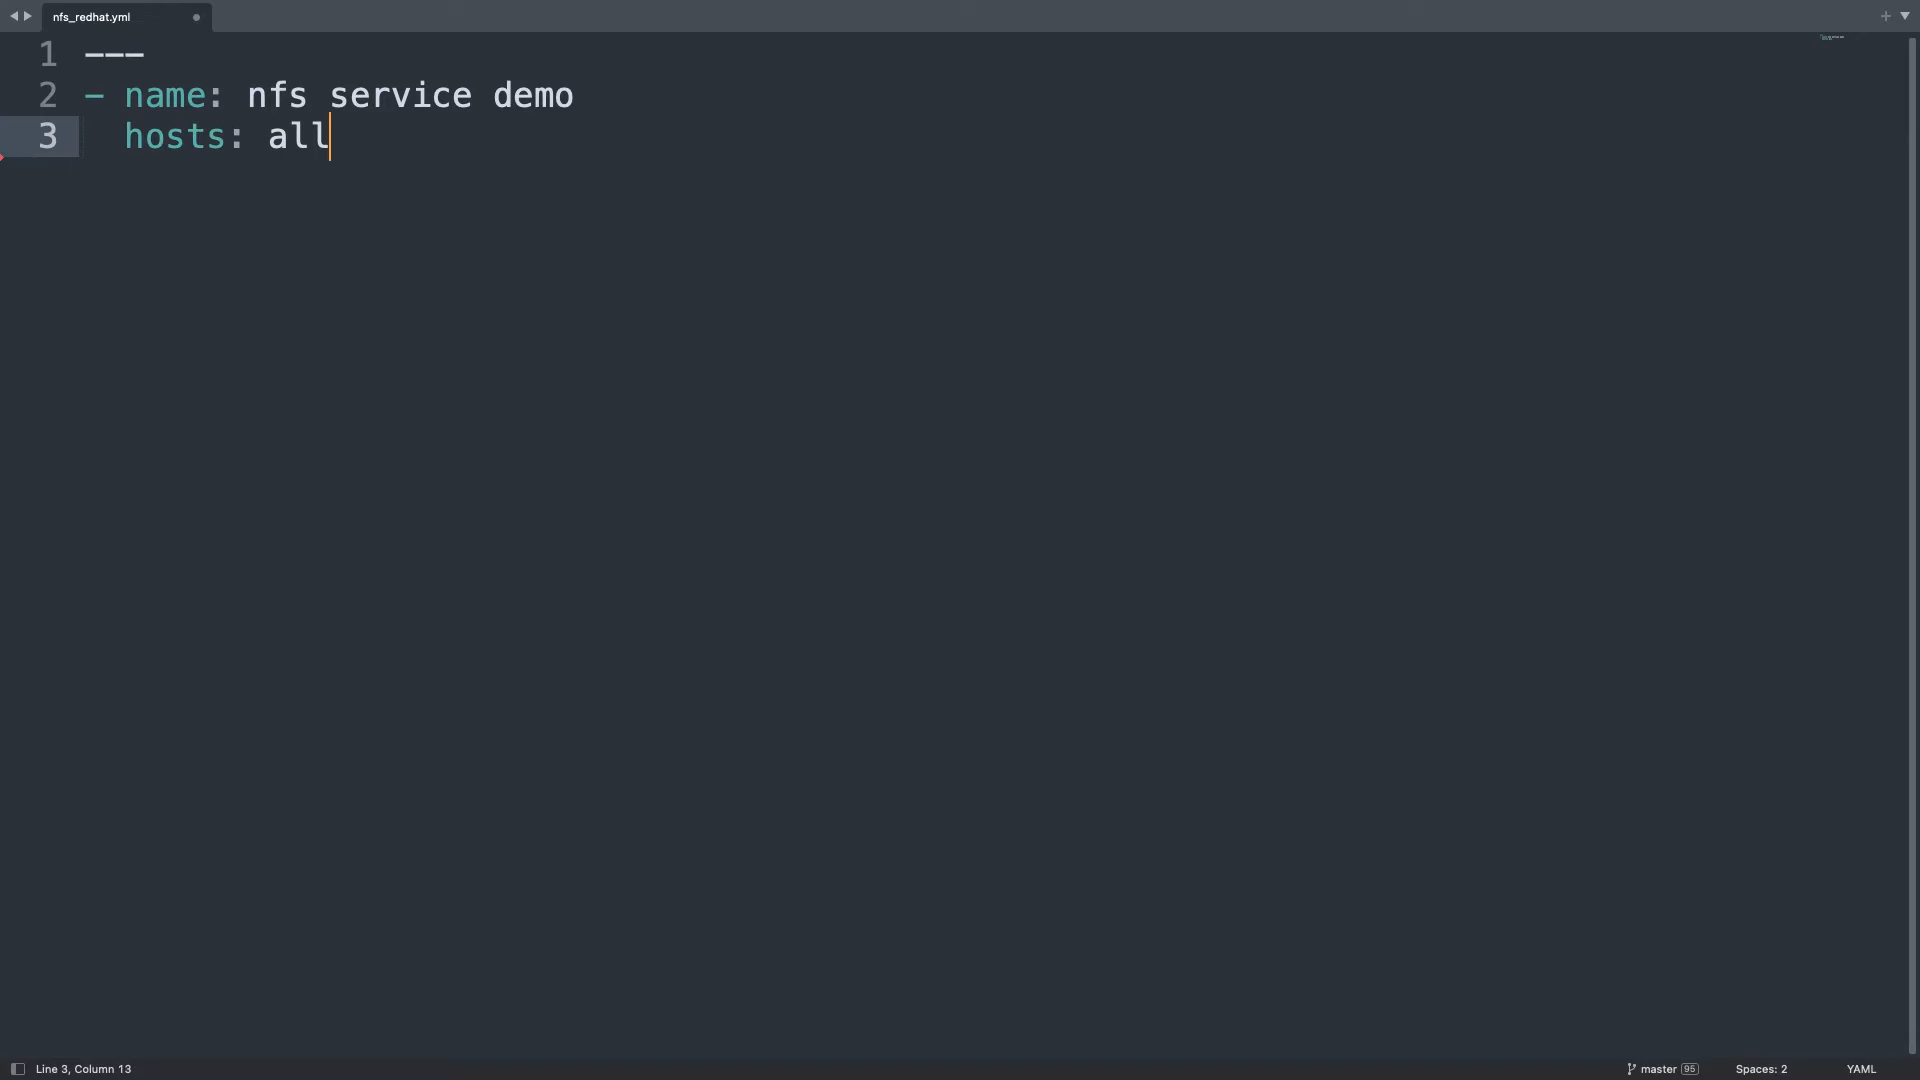 nfs_redhat.yml
1 ---
2 - name: nfs service demo
3   hosts: all
Line 3, Column 13
master 95
Spaces: 2
YAML